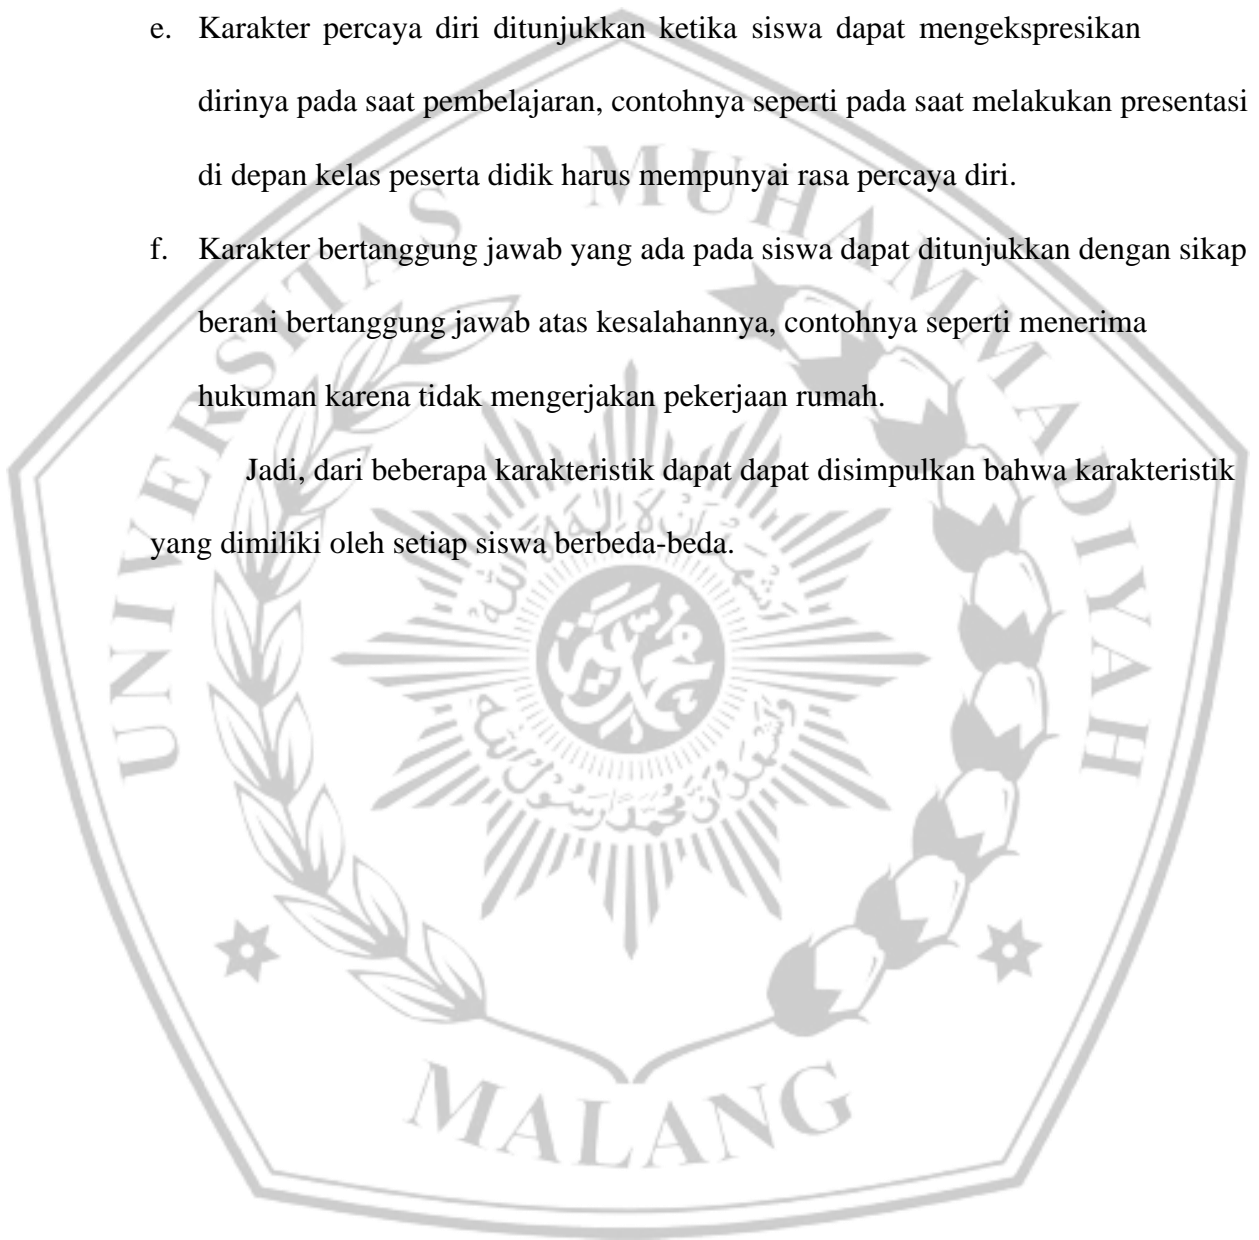 e. Karakter percaya diri ditunjukkan ketika siswa dapat mengekspresikan
dirinya pada saat pembelajaran, contohnya seperti pada saat melakukan presentasi
di depan kelas peserta didik harus mempunyai rasa percaya diri.
f. Karakter bertanggung jawab yang ada pada siswa dapat ditunjukkan dengan sikap
berani bertanggung jawab atas kesalahannya, contohnya seperti menerima
hukuman karena tidak mengerjakan pekerjaan rumah.
Jadi, dari beberapa karakteristik dapat dapat disimpulkan bahwa karakteristik
yang dimiliki oleh setiap siswa berbeda-beda.
UNIVERSITAS MUHAMMADIYAH
MALANG